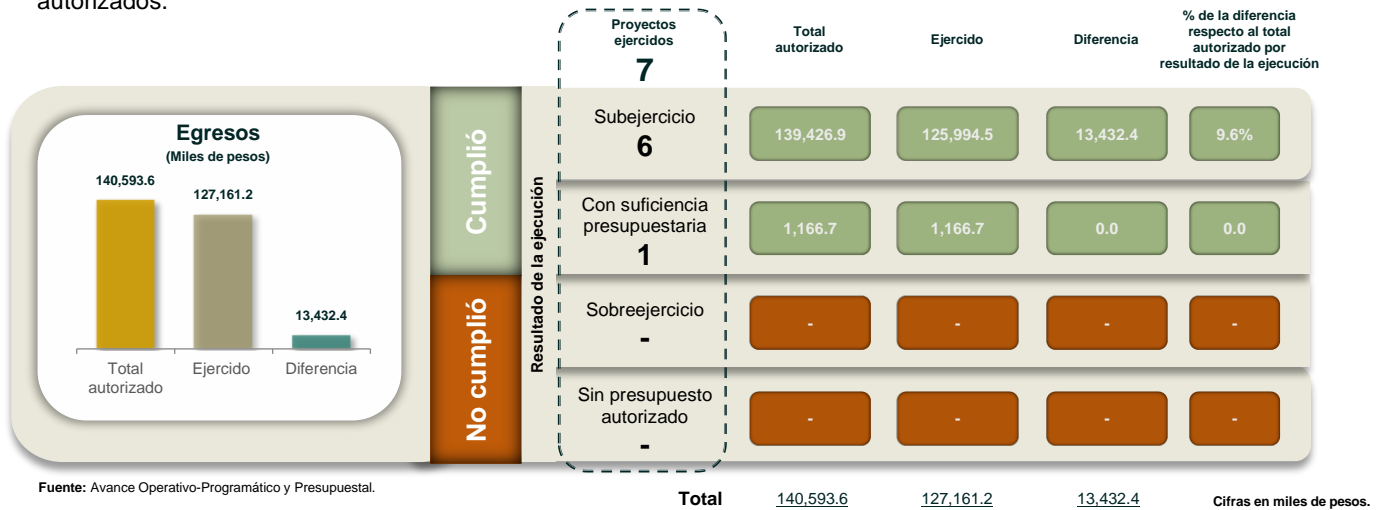 autorizados.
Proyectos
ejercidos
7
Total
autorizado
Ejercido
Diferencia
% de la diferencia
respecto al total
autorizado por
resultado de la ejecución
Egresos
(Miles de pesos)
140,593.6
127,161.2
13,432.4
Total
autorizado
Ejercido
Diferencia
Cumplió
No cumplió
Resultado de la ejecución
Subejercicio
6
139,426.9
125,994.5
13,432.4
9.6%
Con suficiencia
presupuestaria
1
1,166.7
1,166.7
0.0
0.0
Sobreejercicio
-
-
-
-
-
Sin presupuesto
autorizado
-
-
-
-
-
Fuente: Avance Operativo-Programático y Presupuestal.
Total
140,593.6
127,161.2
13,432.4
Cifras en miles de pesos.